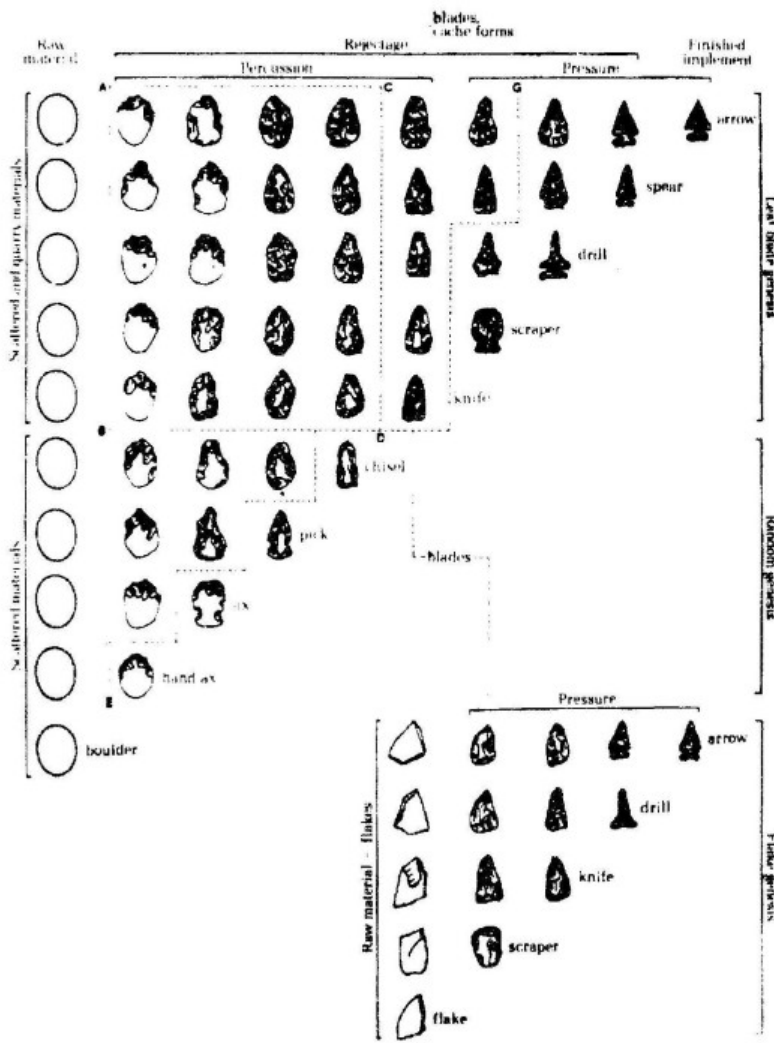 blades,
cache forms
Raw
material
Rejectage
Finished
implement
Percussion
Pressure
A
C
G
arrow
spear
drill
scraper
knife
Scattered and quarry materials
Leaf blade genesis
B
D
chisel
pick
blades
ax
hand ax
E
boulder
Scattered materials
Random genesis
Pressure
arrow
drill
knife
scraper
flake
Raw material - flakes
Flake genesis